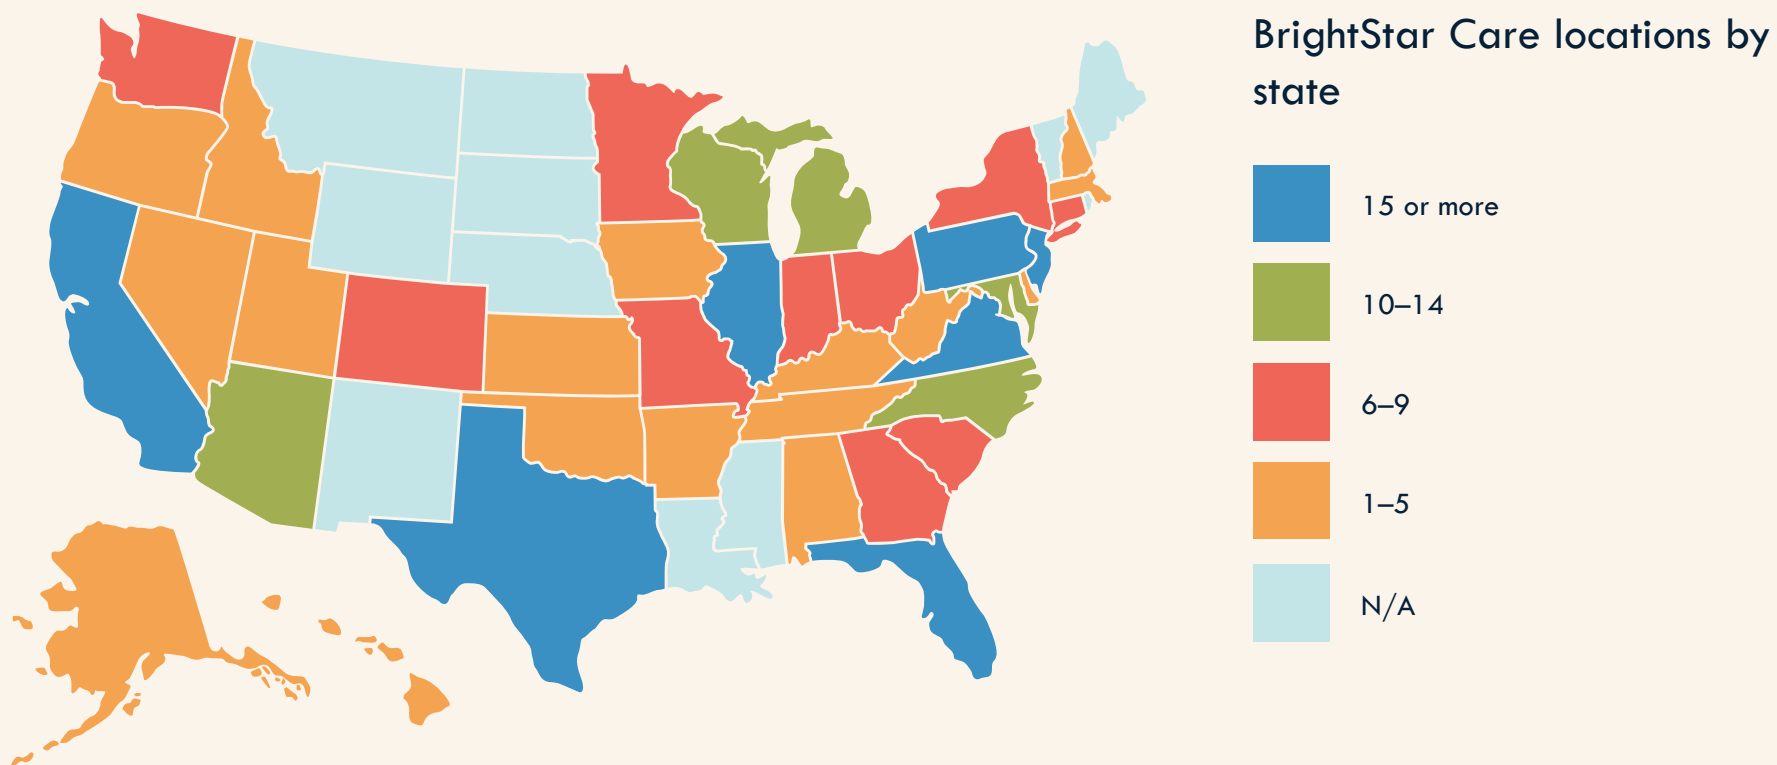 BrightStar Care locations by
state
15 or more
10–14
6–9
1–5
N/A